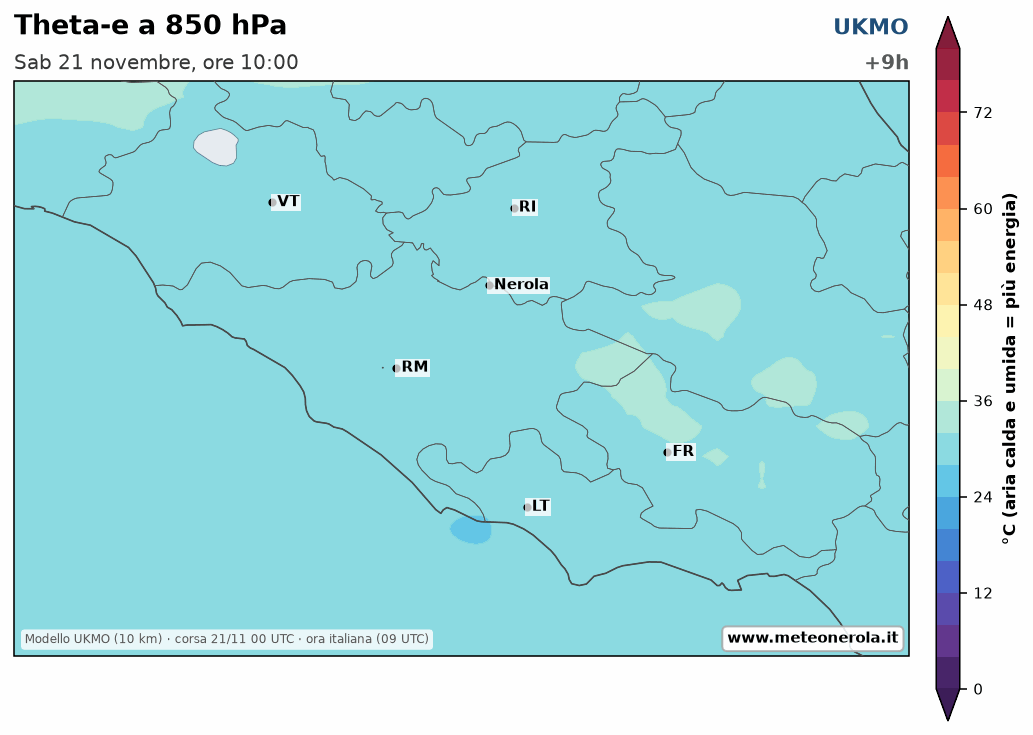 Theta-e a 850 hPa
UKMO
Sab 21 novembre, ore 10:00
+9h
VT
RI
Nerola
RM
FR
LT
Modello UKMO (10 km) · corsa 21/11 00 UTC · ora italiana (09 UTC)
www.meteonerola.it
72
60
48
36
24
12
0
°C (aria calda e umida = più energia)